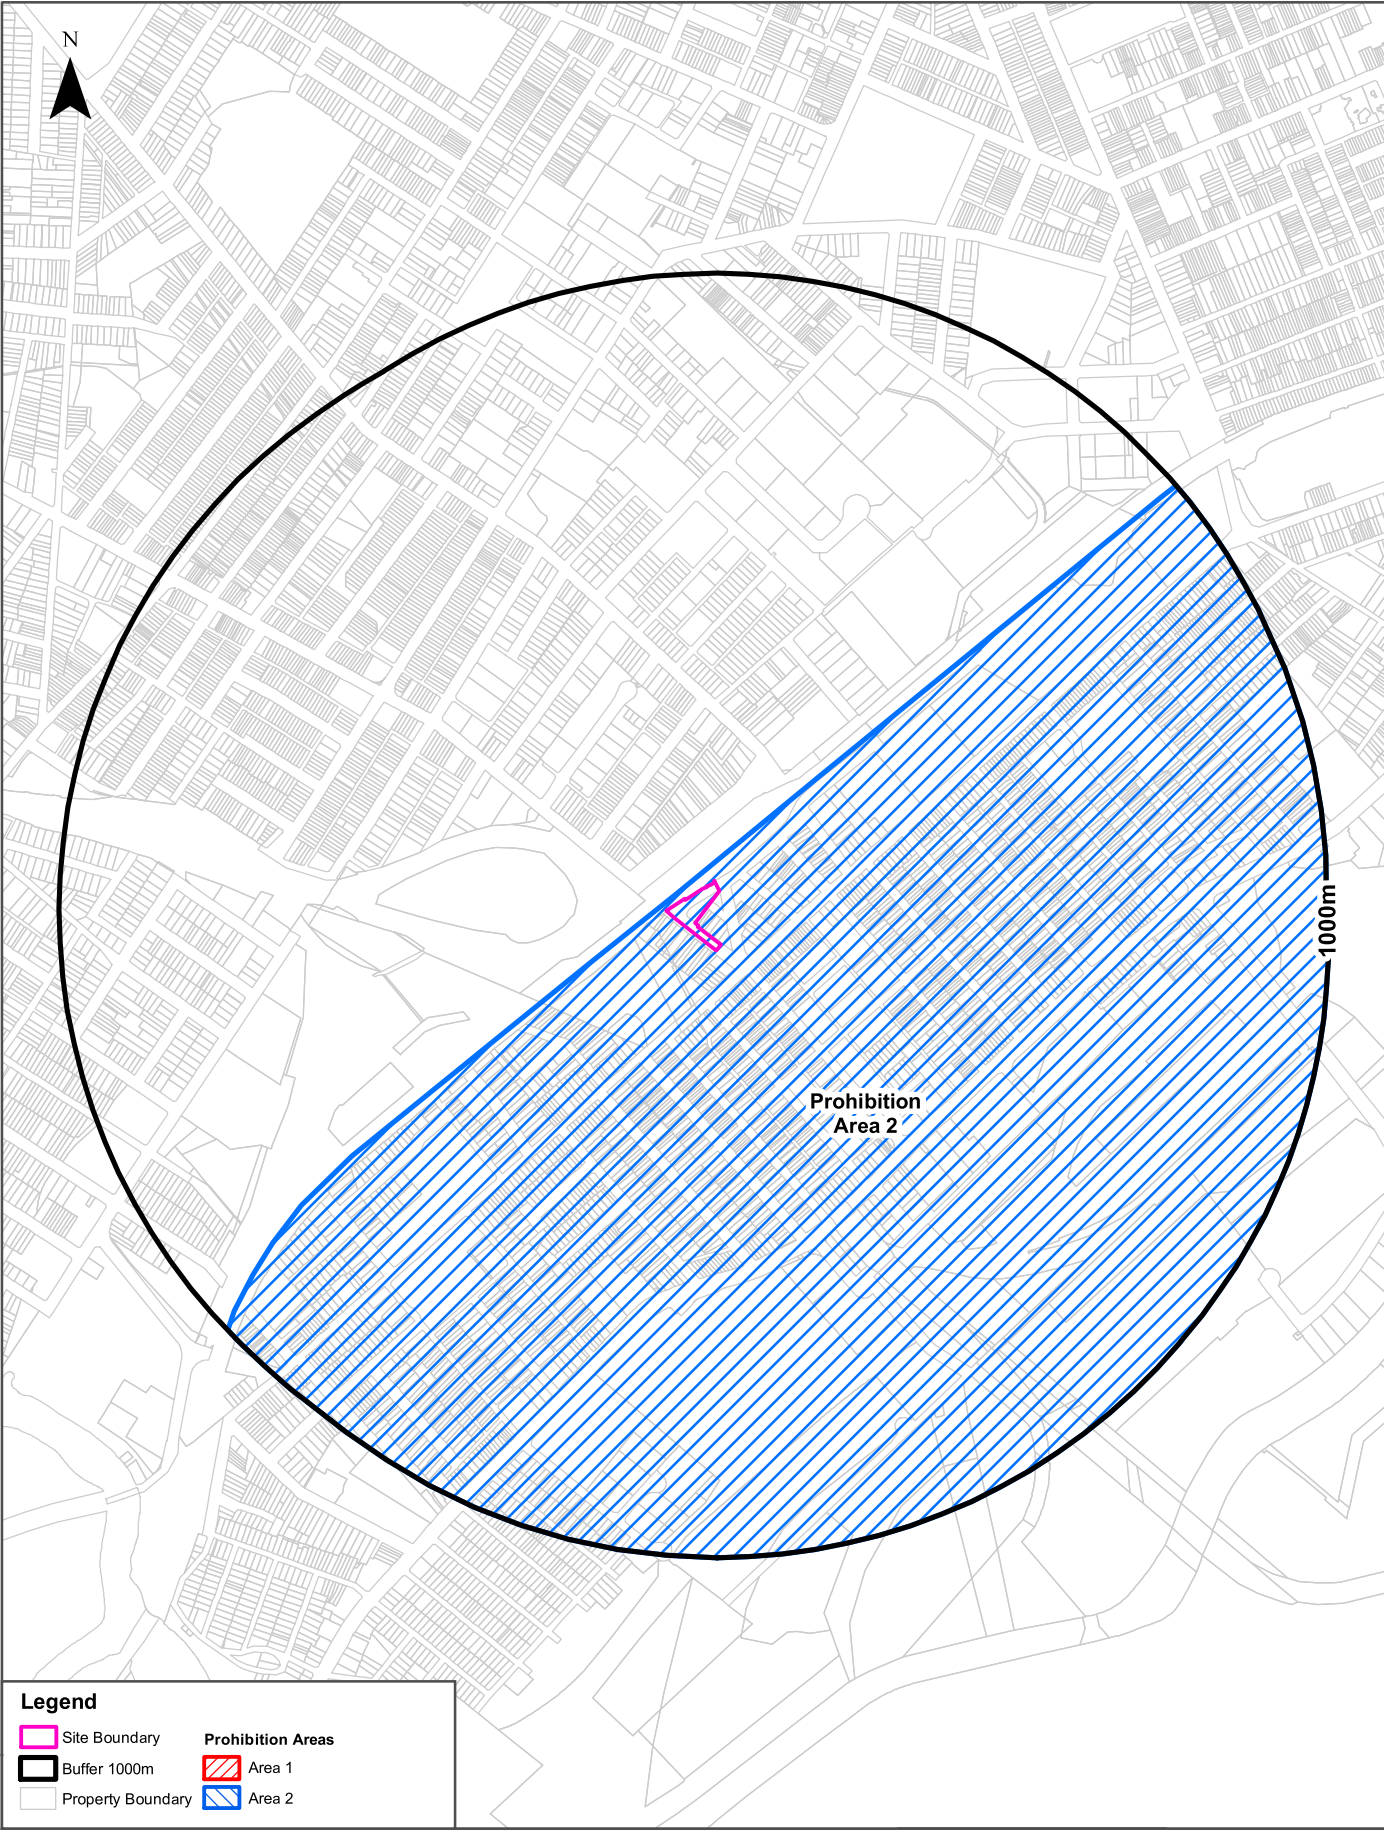 N
1000m
Prohibition
Area 2
Legend
Site Boundary
Buffer 1000m
Property Boundary
Prohibition Areas
Area 1
Area 2